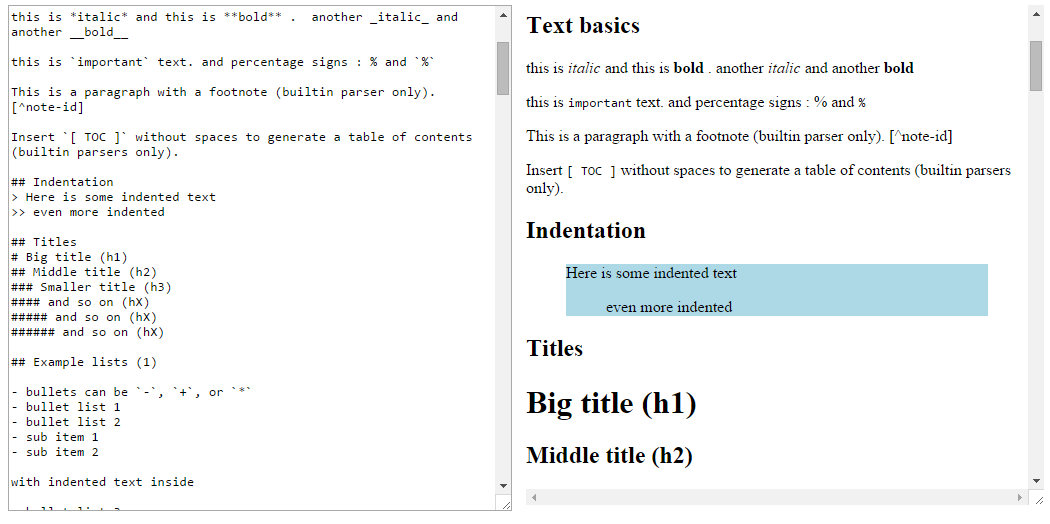 this is *italic* and this is **bold** .  another _italic_ and
another __bold__
this is `important` text. and percentage signs : % and `%`
This is a paragraph with a footnote (builtin parser only).
[^note-id]
Insert `[ TOC ]` without spaces to generate a table of contents
(builtin parsers only).
## Indentation
> Here is some indented text
>> even more indented
## Titles
# Big title (h1)
## Middle title (h2)
### Smaller title (h3)
#### and so on (hX)
##### and so on (hX)
###### and so on (hX)
## Example lists (1)
- bullets can be `-`, `+`, or `*`
- bullet list 1
- bullet list 2
- sub item 1
- sub item 2
with indented text inside
Text basics
this is italic and this is bold . another italic and another bold
this is important text. and percentage signs : % and %
This is a paragraph with a footnote (builtin parser only). [^note-id]
Insert [ TOC ] without spaces to generate a table of contents (builtin parsers
only).
Indentation
Here is some indented text
even more indented
Titles
Big title (h1)
Middle title (h2)